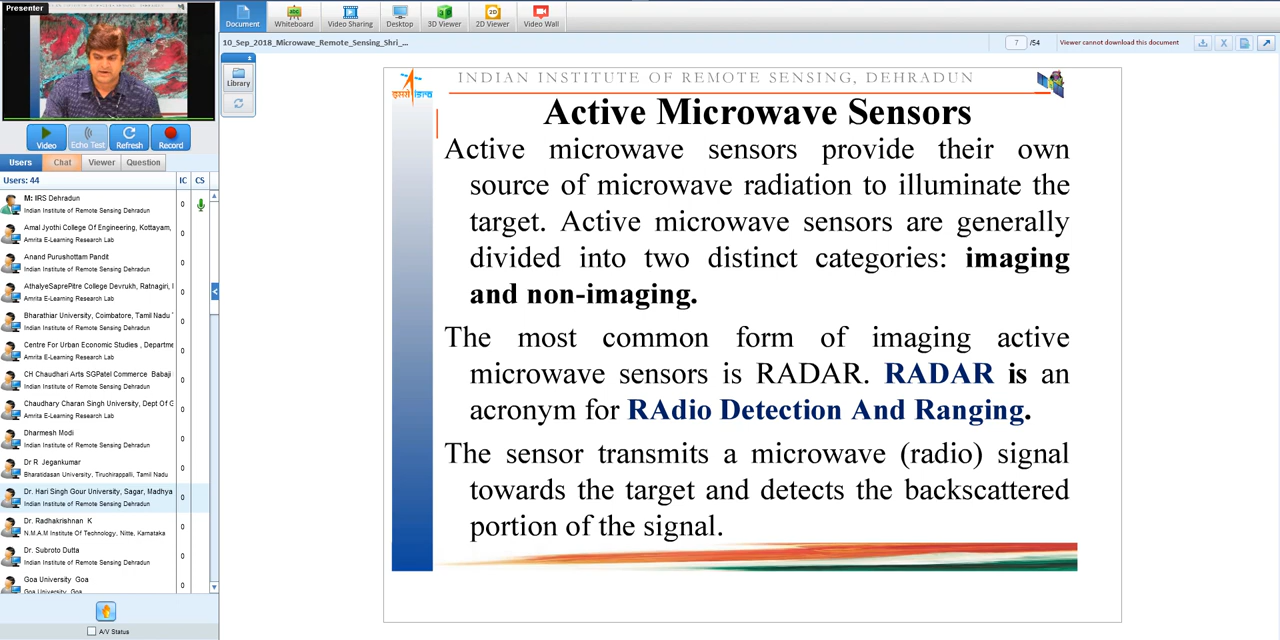 Presenter
Document
Whiteboard
Video Sharing
Desktop
3D Viewer
2D Viewer
Video Wall
10_Sep_2018_Microwave_Remote_Sensing_Shri_...
7 /54
Viewer cannot download this document
Library
Video
Echo Test
Refresh
Record
Users
Chat
Viewer
Question
Users: 44
IC
CS
M: IIRS Dehradun
Indian Institute of Remote Sensing Dehradun
0
Amal Jyothi College Of Engineering, Kottayam,
Amrita E-Learning Research Lab
0
Anand Purushottam Pandit
Indian Institute of Remote Sensing Dehradun
0
AthalyeSaprePitre College Devrukh, Ratnagiri, I
Amrita E-Learning Research Lab
0
Bharathiar University, Coimbatore, Tamil Nadu
Amrita E-Learning Research Lab
0
Centre For Urban Economic Studies , Departme
Amrita E-Learning Research Lab
0
CH Chaudhari Arts SGPatel Commerce Babaji
Indian Institute of Remote Sensing Dehradun
0
Chaudhary Charan Singh University, Dept Of G
Amrita E-Learning Research Lab
0
Dharmesh Modi
Indian Institute of Remote Sensing Dehradun
0
Dr R Jegankumar
Bharatidasan University, Tiruchirappalli, Tamil Nadu
0
Dr. Hari Singh Gour University, Sagar, Madhya
Indian Institute of Remote Sensing Dehradun
0
Dr. Radhakrishnan K
N.M.A.M Institute Of Technology, Nitte, Karnataka
0
Dr. Subroto Dutta
Indian Institute of Remote Sensing Dehradun
0
Goa University Goa
Goa University, Goa
0
A/V Status
INDIAN INSTITUTE OF REMOTE SENSING, DEHRADUN
इसरो isro
Active Microwave Sensors
Active microwave sensors provide their own
source of microwave radiation to illuminate the
target. Active microwave sensors are generally
divided into two distinct categories: imaging
and non-imaging.
The most common form of imaging active
microwave sensors is RADAR. RADAR is an
acronym for RAdio Detection And Ranging.
The sensor transmits a microwave (radio) signal
towards the target and detects the backscattered
portion of the signal.